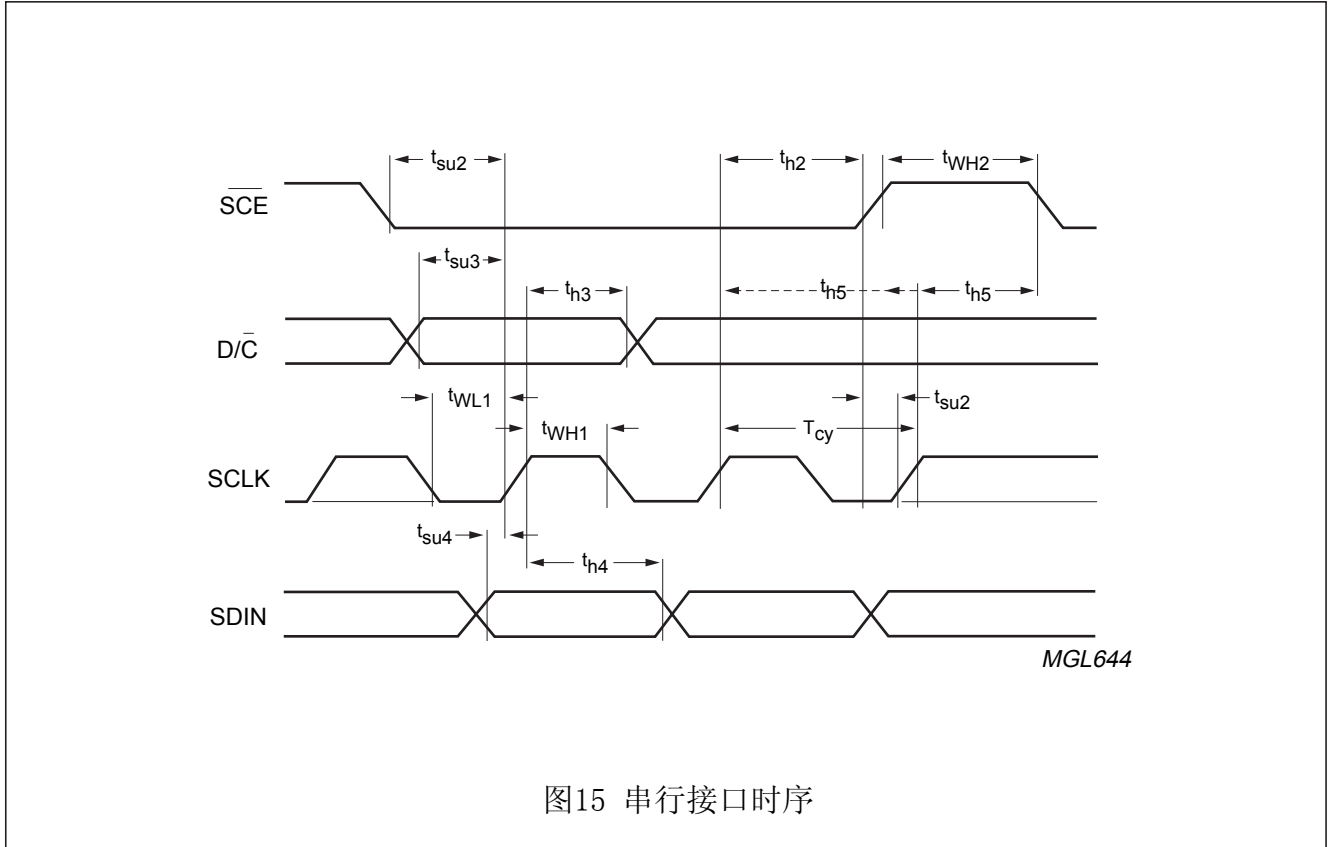 tsu2 th2 tWH2
S̅C̅E̅
tsu3
th3 th5 th5
D/C̅
tWL1 tsu2
tWH1 Tcy
SCLK
tsu4
th4
SDIN
MGL644
图15 串行接口时序